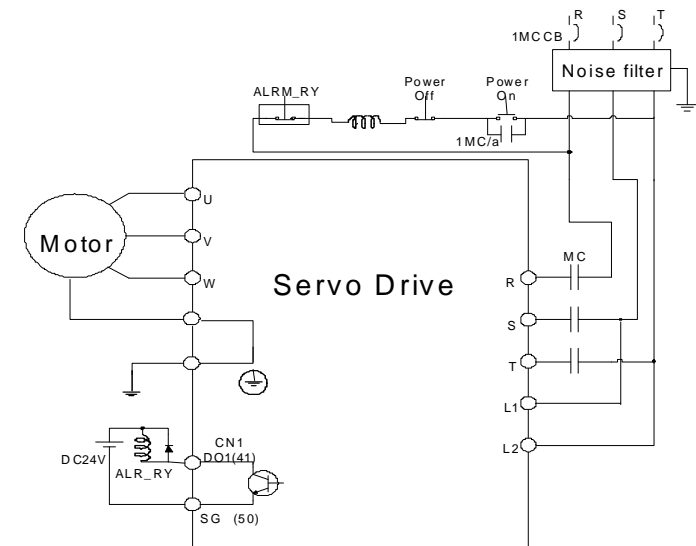 R S T
1MCCB
Noise filter
Power Off
Power On
ALRM_RY
1MC/a
U
V
W
Motor
Servo Drive
MC
R
S
T
L1
L2
CN1
DC24V
ALR_RY
DO1(41)
SG (50)